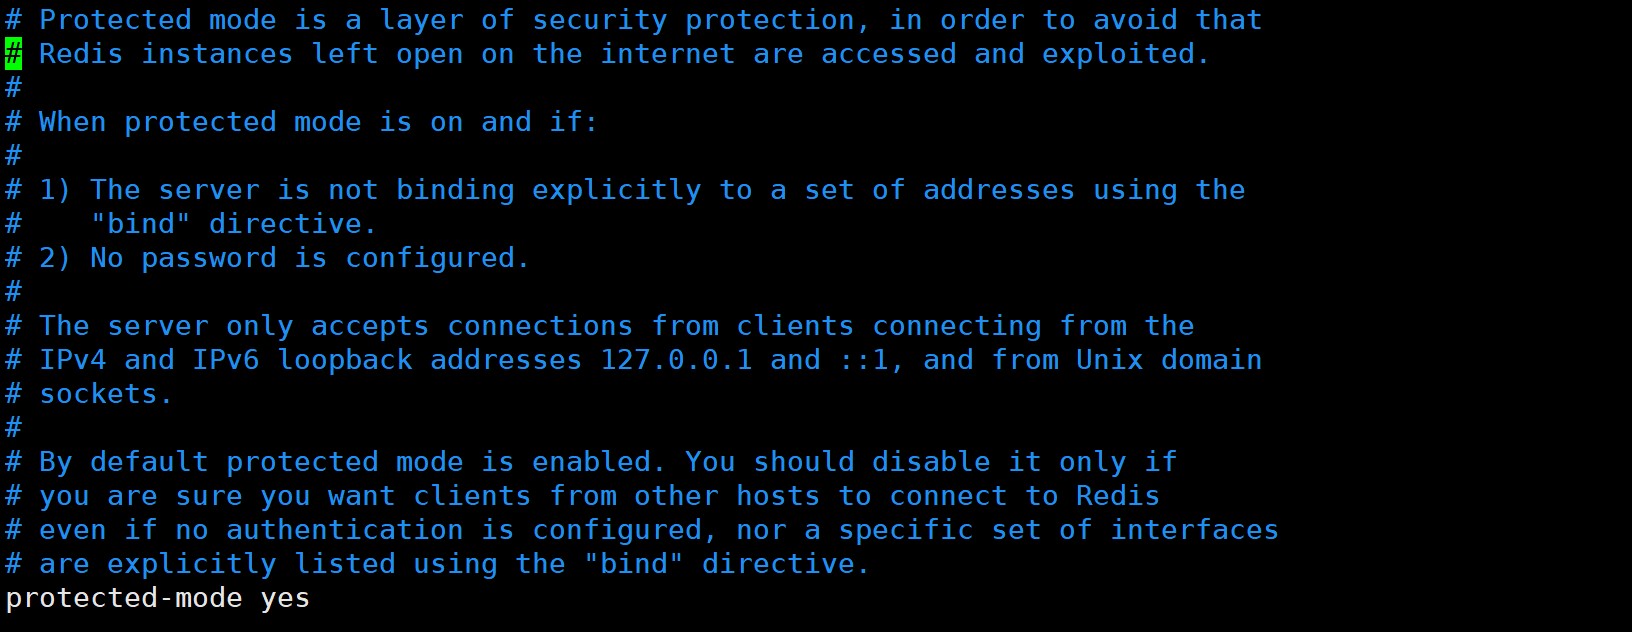 # Protected mode is a layer of security protection, in order to avoid that
# Redis instances left open on the internet are accessed and exploited.
#
# When protected mode is on and if:
#
# 1) The server is not binding explicitly to a set of addresses using the
#    "bind" directive.
# 2) No password is configured.
#
# The server only accepts connections from clients connecting from the
# IPv4 and IPv6 loopback addresses 127.0.0.1 and ::1, and from Unix domain
# sockets.
#
# By default protected mode is enabled. You should disable it only if
# you are sure you want clients from other hosts to connect to Redis
# even if no authentication is configured, nor a specific set of interfaces
# are explicitly listed using the "bind" directive.
protected-mode yes